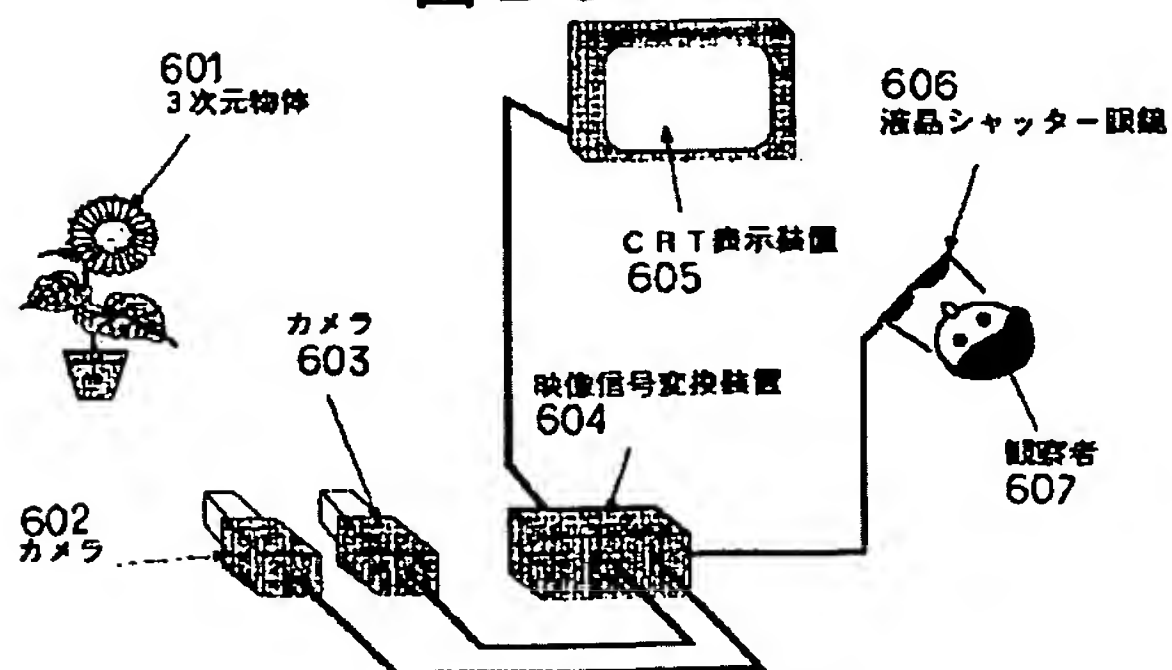 図
601
3次元物体
606
液晶シャッター眼鏡
CRT表示装置
605
カメラ
603
映像信号変換装置
604
観察者
607
602
カメラ